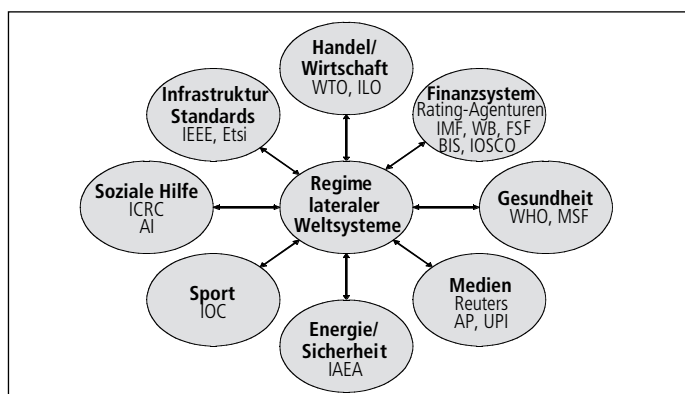 Handel/
Wirtschaft
WTO, ILO
Infrastruktur
Standards
IEEE, Etsi
Finanzsystem
Rating-Agenturen
IMF, WB, FSF
BIS, IOSCO
Soziale Hilfe
ICRC
AI
Regime
lateraler
Weltsysteme
Gesundheit
WHO, MSF
Sport
IOC
Medien
Reuters
AP, UPI
Energie/
Sicherheit
IAEA